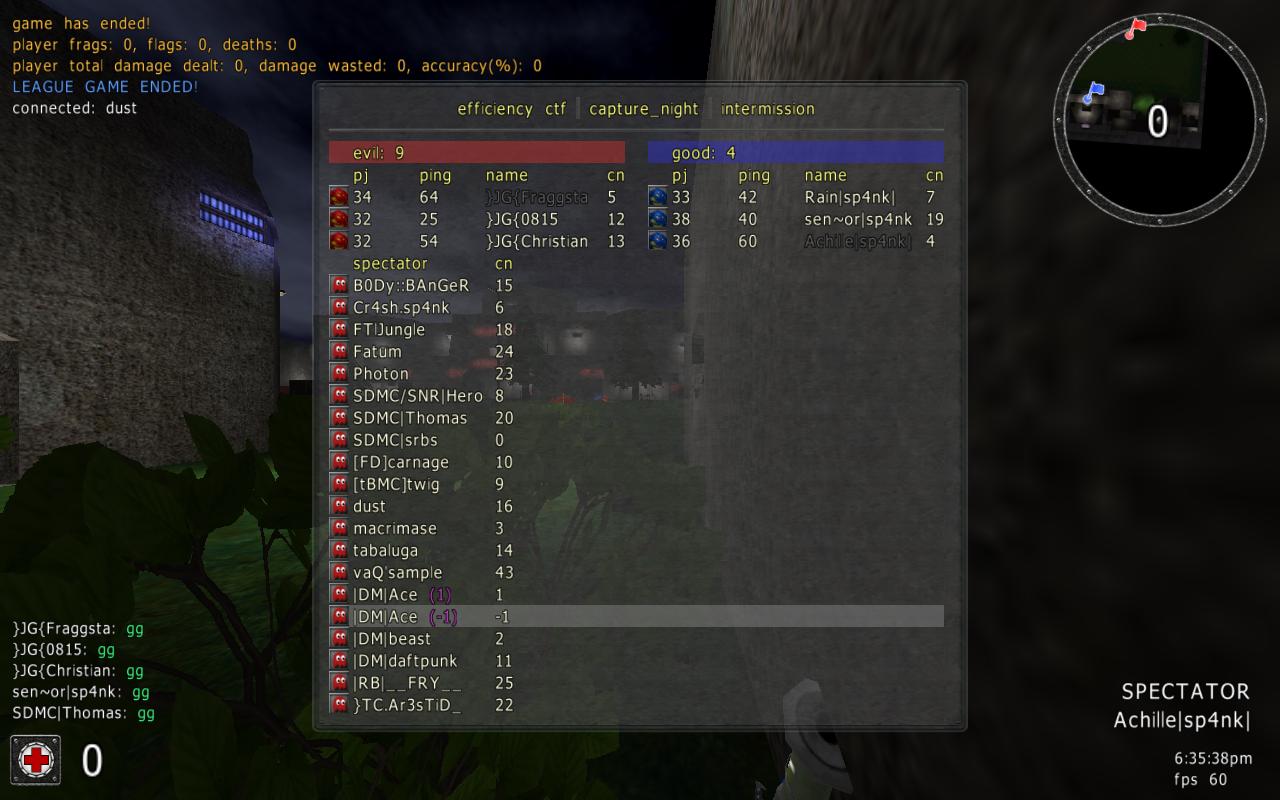 game has ended!
player frags: 0, flags: 0, deaths: 0
player total damage dealt: 0, damage wasted: 0, accuracy(%): 0
LEAGUE GAME ENDED!
connected: dust
efficiency ctf capture_night intermission
evil: 9 good: 4
pj ping name cn pj ping name cn
34 64 }JG{Fraggsta 5 33 42 Rain|sp4nk| 7
32 25 }JG{0815 12 38 40 sen~or|sp4nk 19
32 54 }JG{Christian 13 36 60 Achille|sp4nk| 4
spectator cn
B0Dy::BAnGeR 15
Cr4sh.sp4nk 6
FT|Jungle 18
Fatum 24
Photon 23
SDMC/SNR|Hero 8
SDMC|Thomas 20
SDMC|srbs 0
[FD]carnage 10
[tBMC]twig 9
dust 16
macrimase 3
tabaluga 14
vaQ'sample 43
|DM|Ace (1) 1
|DM|Ace (-1) -1
|DM|beast 2
|DM|daftpunk 11
|RB|__FRY__ 25
}TC.Ar3sTiD_ 22
0
}JG{Fraggsta: gg
}JG{0815: gg
}JG{Christian: gg
sen~or|sp4nk: gg
SDMC|Thomas: gg
0
SPECTATOR
Achille|sp4nk|
6:35:38pm
fps 60